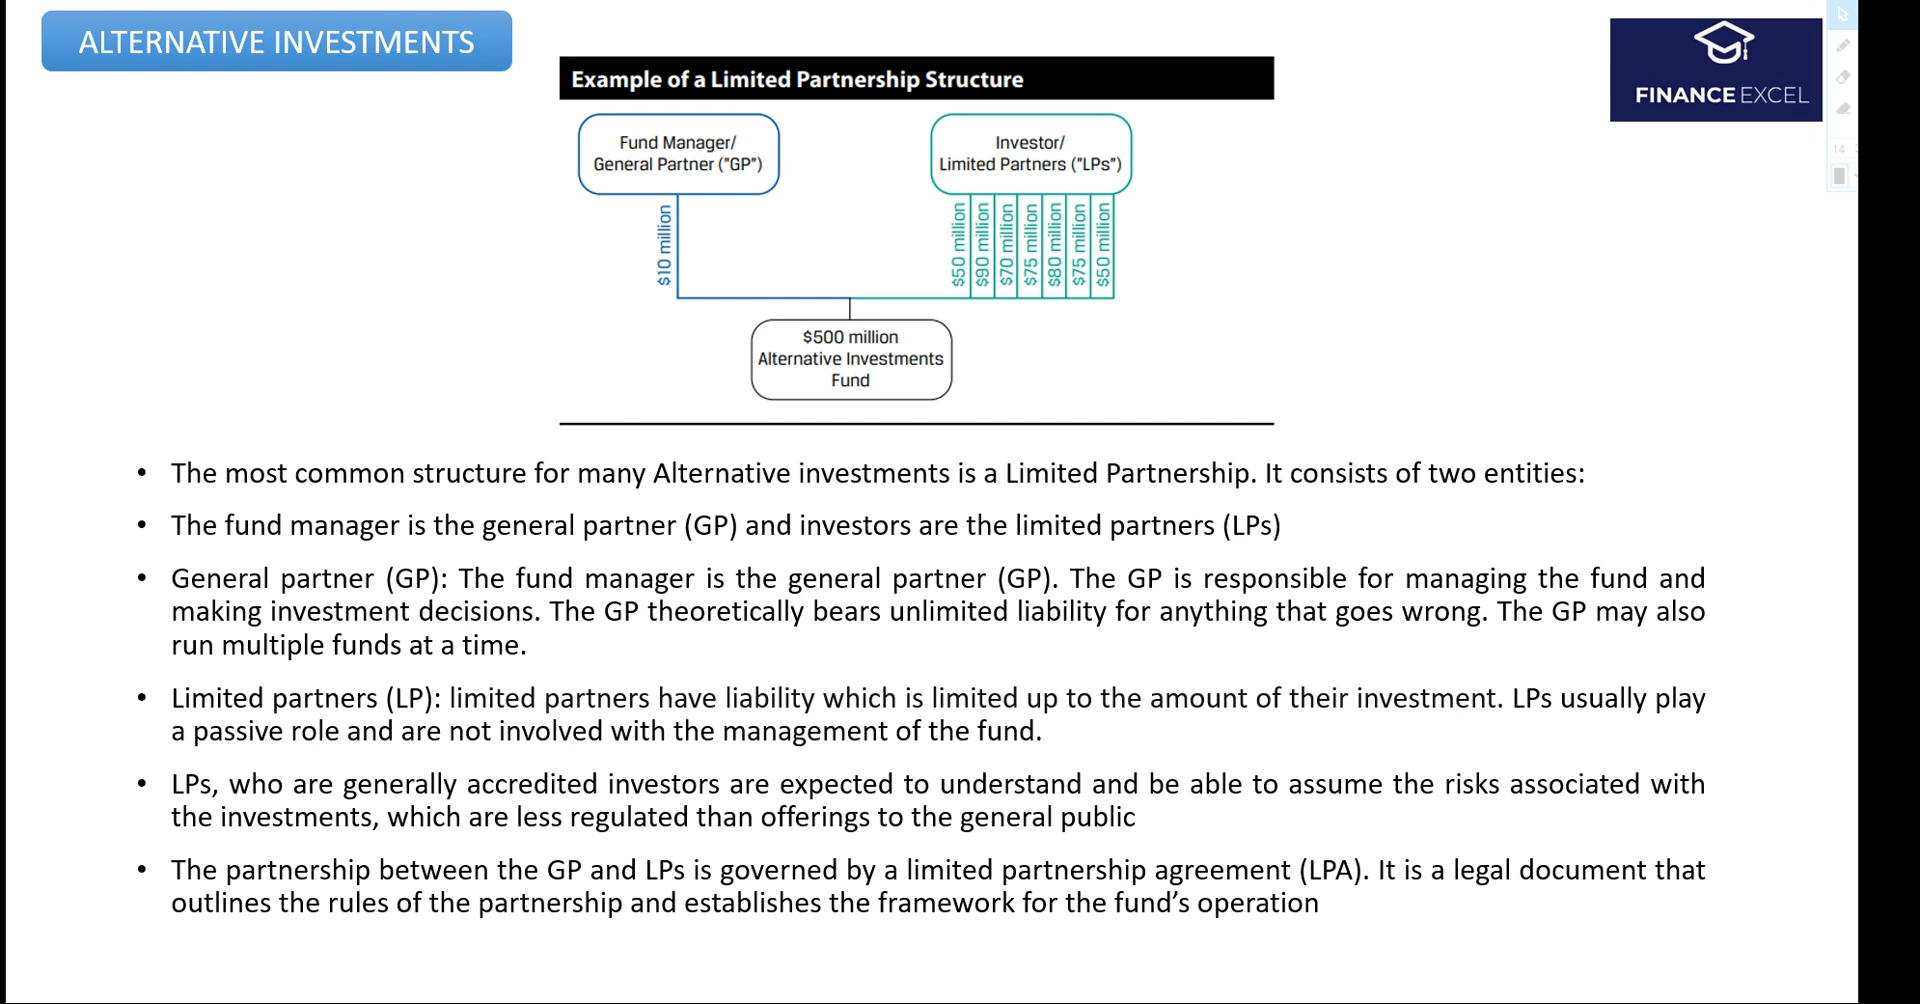 ALTERNATIVE INVESTMENTS
FINANCE EXCEL
14
Example of a Limited Partnership Structure
Fund Manager/
General Partner ("GP")
Investor/
Limited Partners ("LPs")
$10 million
$50 million
$90 million
$70 million
$75 million
$80 million
$75 million
$50 million
$500 million
Alternative Investments
Fund
• The most common structure for many Alternative investments is a Limited Partnership. It consists of two entities:
• The fund manager is the general partner (GP) and investors are the limited partners (LPs)
• General partner (GP): The fund manager is the general partner (GP). The GP is responsible for managing the fund and
making investment decisions. The GP theoretically bears unlimited liability for anything that goes wrong. The GP may also
run multiple funds at a time.
• Limited partners (LP): limited partners have liability which is limited up to the amount of their investment. LPs usually play
a passive role and are not involved with the management of the fund.
• LPs, who are generally accredited investors are expected to understand and be able to assume the risks associated with
the investments, which are less regulated than offerings to the general public
• The partnership between the GP and LPs is governed by a limited partnership agreement (LPA). It is a legal document that
outlines the rules of the partnership and establishes the framework for the fund’s operation